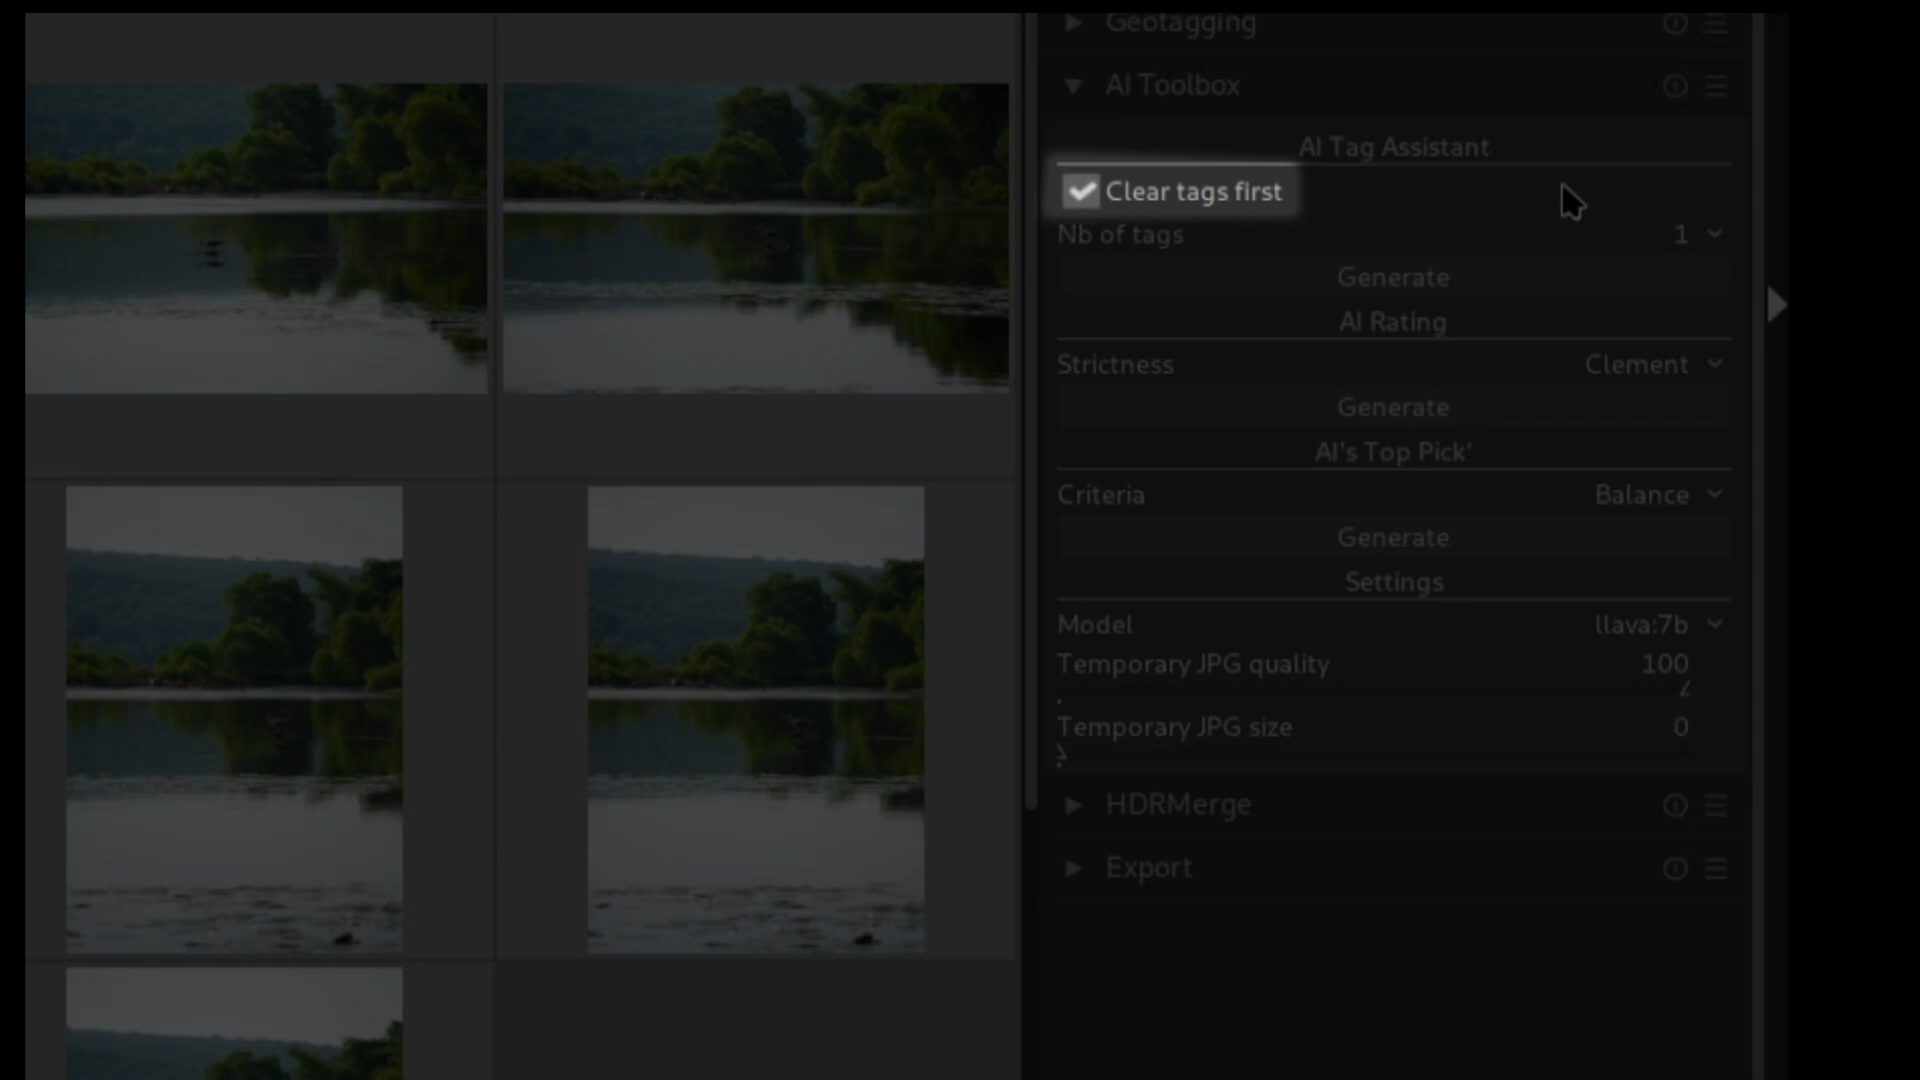 Geotagging
AI Toolbox
AI Tag Assistant
Clear tags first
Nb of tags 1
Generate
AI Rating
Strictness Clement
Generate
AI's Top Pick'
Criteria Balance
Generate
Settings
Model llava:7b
Temporary JPG quality 100
Temporary JPG size 0
HDRMerge
Export